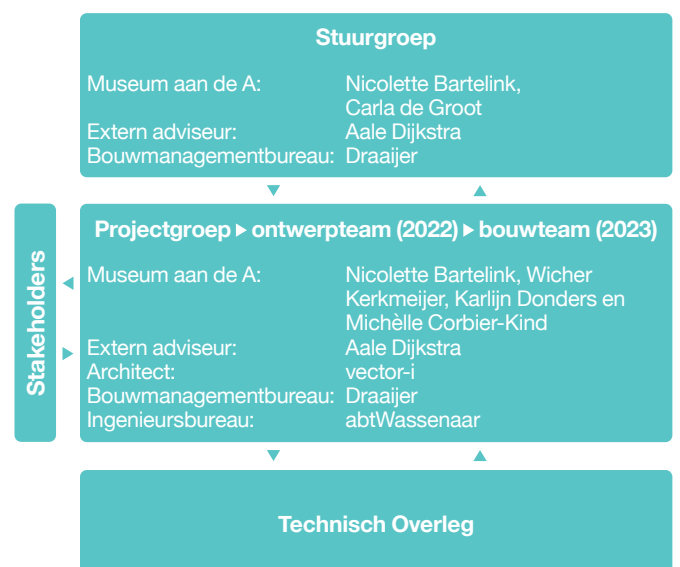 Stuurgroep
Museum aan de A: Nicolette Bartelink,
Carla de Groot
Extern adviseur: Aale Dijkstra
Bouwmanagementbureau: Draaijer
Stakeholders
Projectgroep ▸ ontwerpteam (2022) ▸ bouwteam (2023)
Museum aan de A: Nicolette Bartelink, Wicher
Kerkmeijer, Karlijn Donders en
Michèlle Corbier-Kind
Extern adviseur: Aale Dijkstra
Architect: vector-i
Bouwmanagementbureau: Draaijer
Ingenieursbureau: abtWassenaar
Technisch Overleg